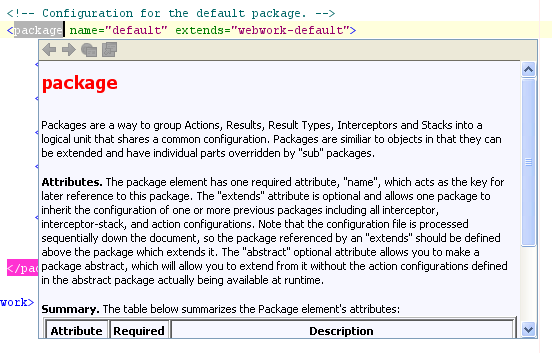 <!-- Configuration for the default package. -->
<package name="default" extends="webwork-default">
package
Packages are a way to group Actions, Results, Result Types, Interceptors and Stacks into a
logical unit that shares a common configuration. Packages are similiar to objects in that they can
be extended and have individual parts overridden by "sub" packages.
Attributes. The package element has one required attribute, "name", which acts as the key for
later reference to this package. The "extends" attribute is optional and allows one package to
inherit the configuration of one or more previous packages including all interceptor,
interceptor-stack, and action configurations. Note that the configuration file is processed
sequentially down the document, so the package referenced by an "extends" should be defined
above the package which extends it. The "abstract" optional attribute allows you to make a
package abstract, which will allow you to extend from it without the action configurations defined
in the abstract package actually being available at runtime.
</pac
work>
Summary. The table below summarizes the Package element's attributes:
Attribute Required Description